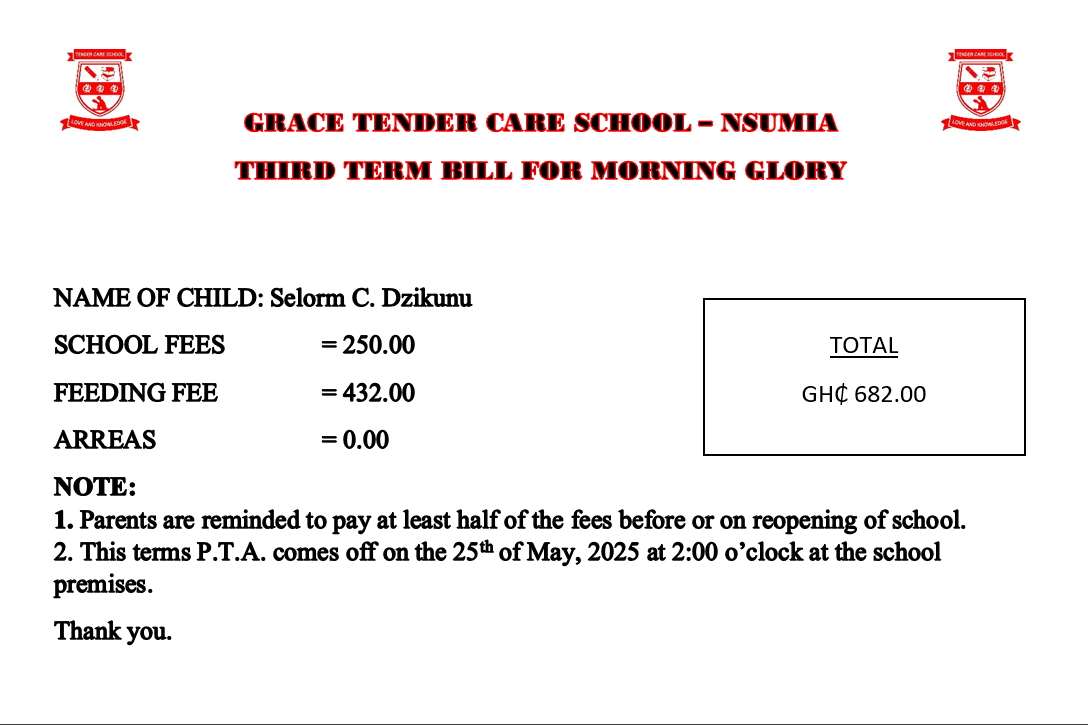 TENDER CARE SCHOOL
LOVE AND KNOWLEDGE
TENDER CARE SCHOOL
LOVE AND KNOWLEDGE
GRACE TENDER CARE SCHOOL – NSUMIA
THIRD TERM BILL FOR MORNING GLORY
NAME OF CHILD: Selorm C. Dzikunu
SCHOOL FEES = 250.00
FEEDING FEE = 432.00
ARREAS = 0.00
TOTAL
GH₵ 682.00
NOTE:
1. Parents are reminded to pay at least half of the fees before or on reopening of school.
2. This terms P.T.A. comes off on the 25th of May, 2025 at 2:00 o’clock at the school
premises.
Thank you.